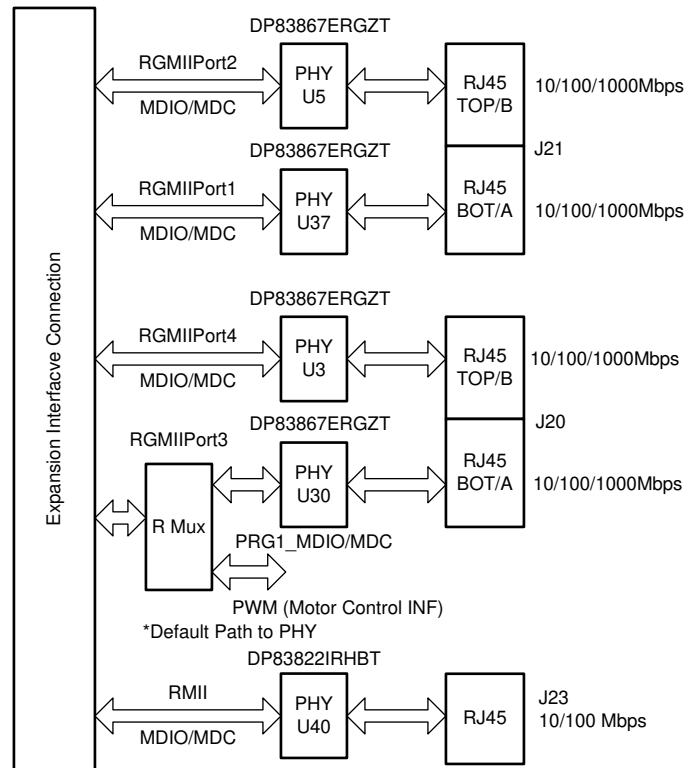 DP83867ERGZT
RGMIIPort2
MDIO/MDC
PHY
U5
RJ45
TOP/B
10/100/1000Mbps
J21
DP83867ERGZT
RGMIIPort1
MDIO/MDC
PHY
U37
RJ45
BOT/A
10/100/1000Mbps
Expansion Interfacve Connection
DP83867ERGZT
RGMIIPort4
MDIO/MDC
PHY
U3
RJ45
TOP/B
10/100/1000Mbps
J20
DP83867ERGZT
RGMIIPort3
R Mux
PHY
U30
RJ45
BOT/A
10/100/1000Mbps
PRG1_MDIO/MDC
PWM (Motor Control INF)
*Default Path to PHY
DP83822IRHBT
RMII
MDIO/MDC
PHY
U40
RJ45
J23
10/100 Mbps